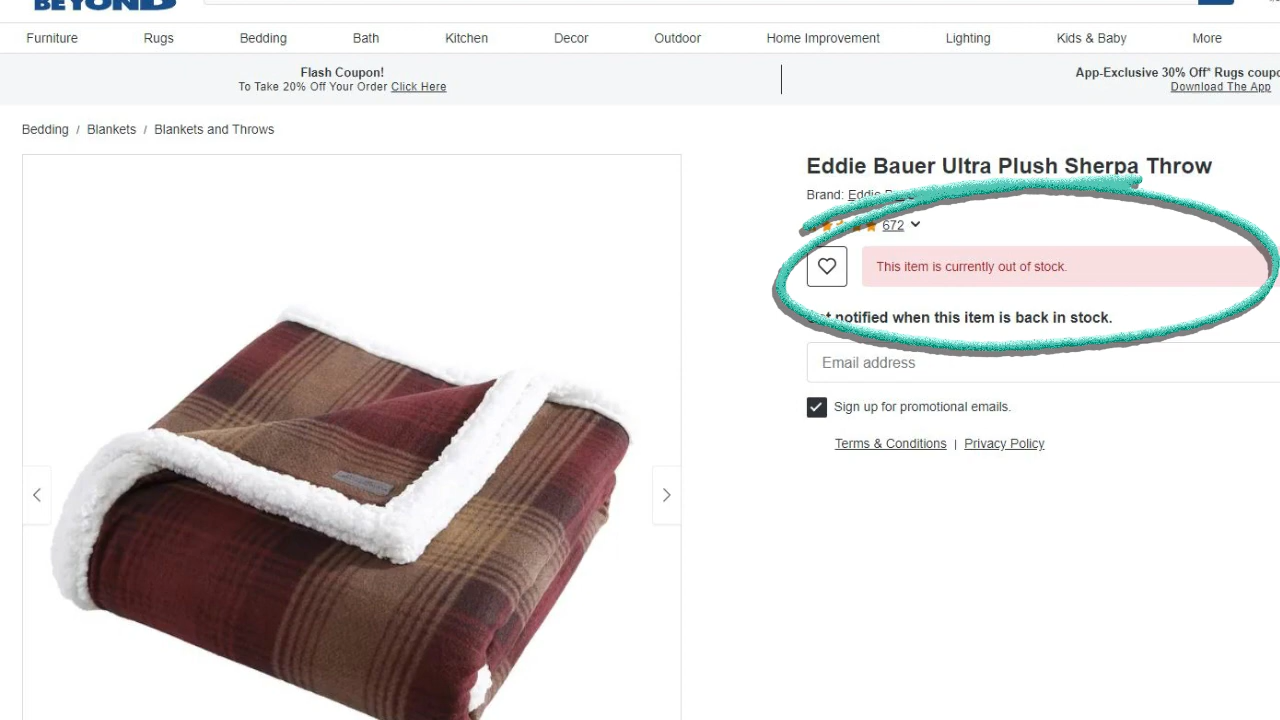 BEYOND
Furniture Rugs Bedding Bath Kitchen Decor Outdoor Home Improvement Lighting Kids & Baby More
Flash Coupon!
To Take 20% Off Your Order Click Here
App-Exclusive 30% Off* Rugs
Download The App
Bedding / Blankets / Blankets and Throws
Eddie Bauer Ultra Plush Sherpa Throw
Brand: Eddie
672
This item is currently out of stock.
notified when this item is back in stock.
Email address
Sign up for promotional emails.
Terms & Conditions | Privacy Policy